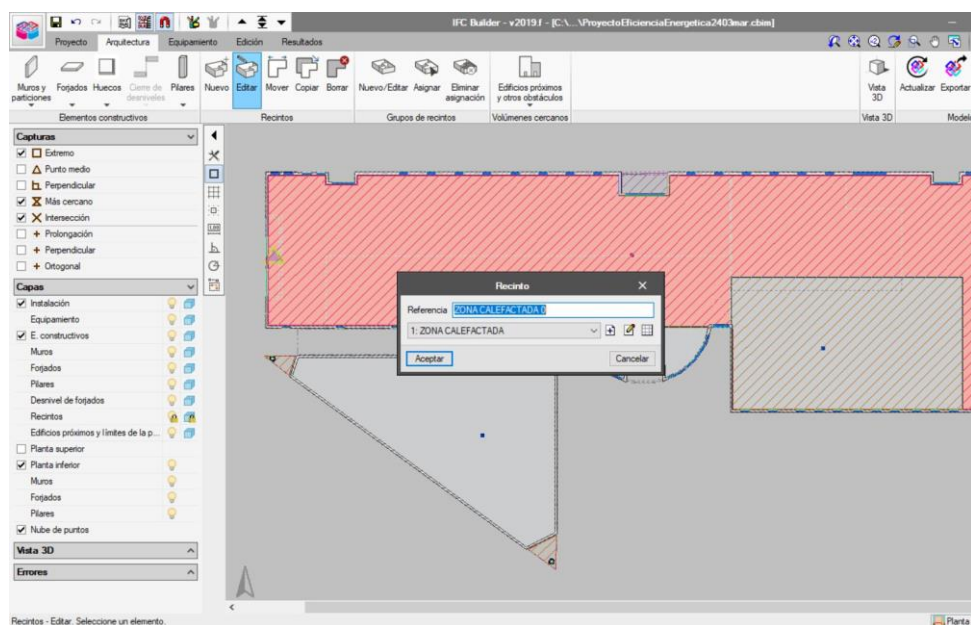 IFC Builder - v2019.f - [C:\...\ProyectoEficienciaEnergetica2403mar.cbim]
Proyecto Arquitectura Equipamiento Edición Resultados
Muros y particiones Forjados Huecos Cierre de desniveles Pilares Nuevo Editar Mover Copiar Borrar Nuevo/Editar Asignar Eliminar asignación Edificios próximos y otros obstáculos Vista 3D Actualizar Exportar
Elementos constructivos Recintos Grupos de recintos Volúmenes cercanos Vista 3D Model
Capturas
Extremo
Punto medio
Perpendicular
Más cercano
Intersección
Prolongación
Perpendicular
Ortogonal
Capas
Instalación
Equipamiento
E. constructivos
Muros
Forjados
Pilares
Desnivel de forjados
Recintos
Edificios próximos y límites de la p...
Planta superior
Planta inferior
Muros
Forjados
Pilares
Nube de puntos
Vista 3D
Errores
Recinto
Referencia ZONA CALEFACTADA 0
1: ZONA CALEFACTADA
Aceptar Cancelar
Recintos - Editar. Seleccione un elemento. Planta